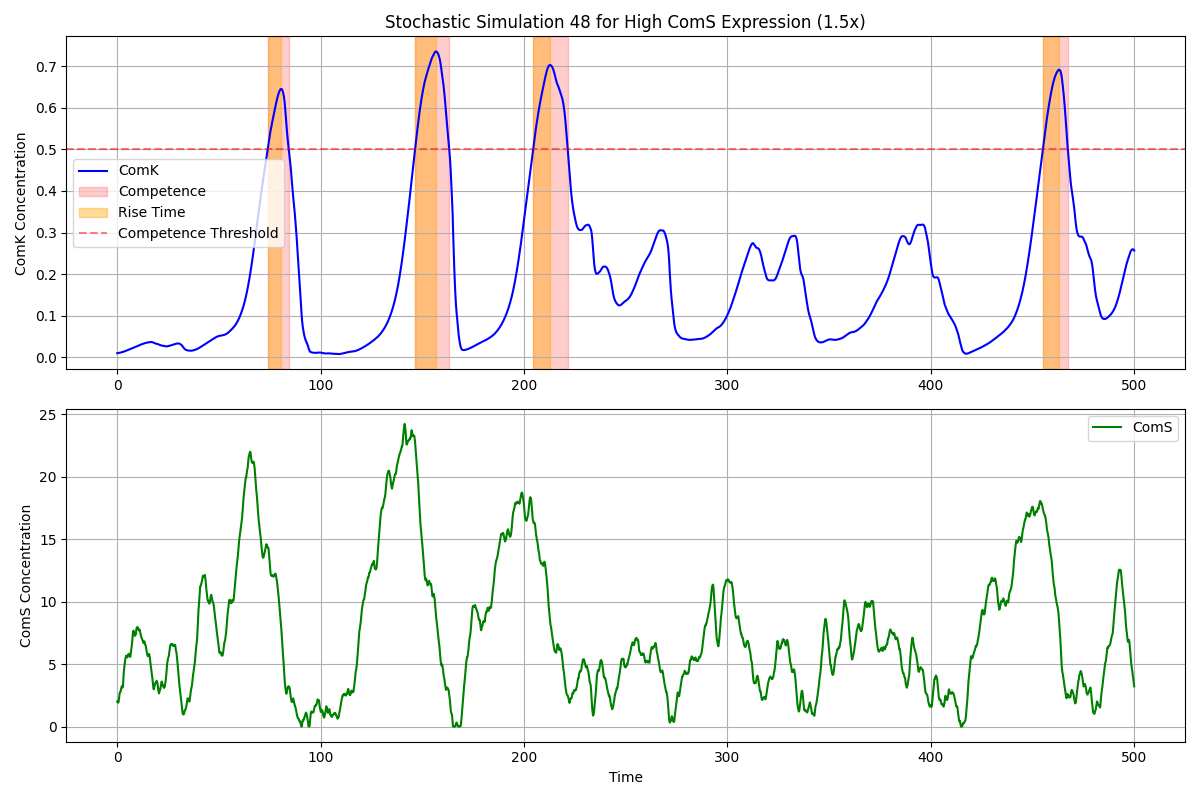 Stochastic Simulation 48 for High ComS Expression (1.5x)
ComK Concentration
0.7
0.6
0.5
0.4
0.3
0.2
0.1
0.0
ComK
Competence
Rise Time
Competence Threshold
0 100 200 300 400 500
ComS Concentration
25
20
15
10
5
0
ComS
0 100 200 300 400 500
Time